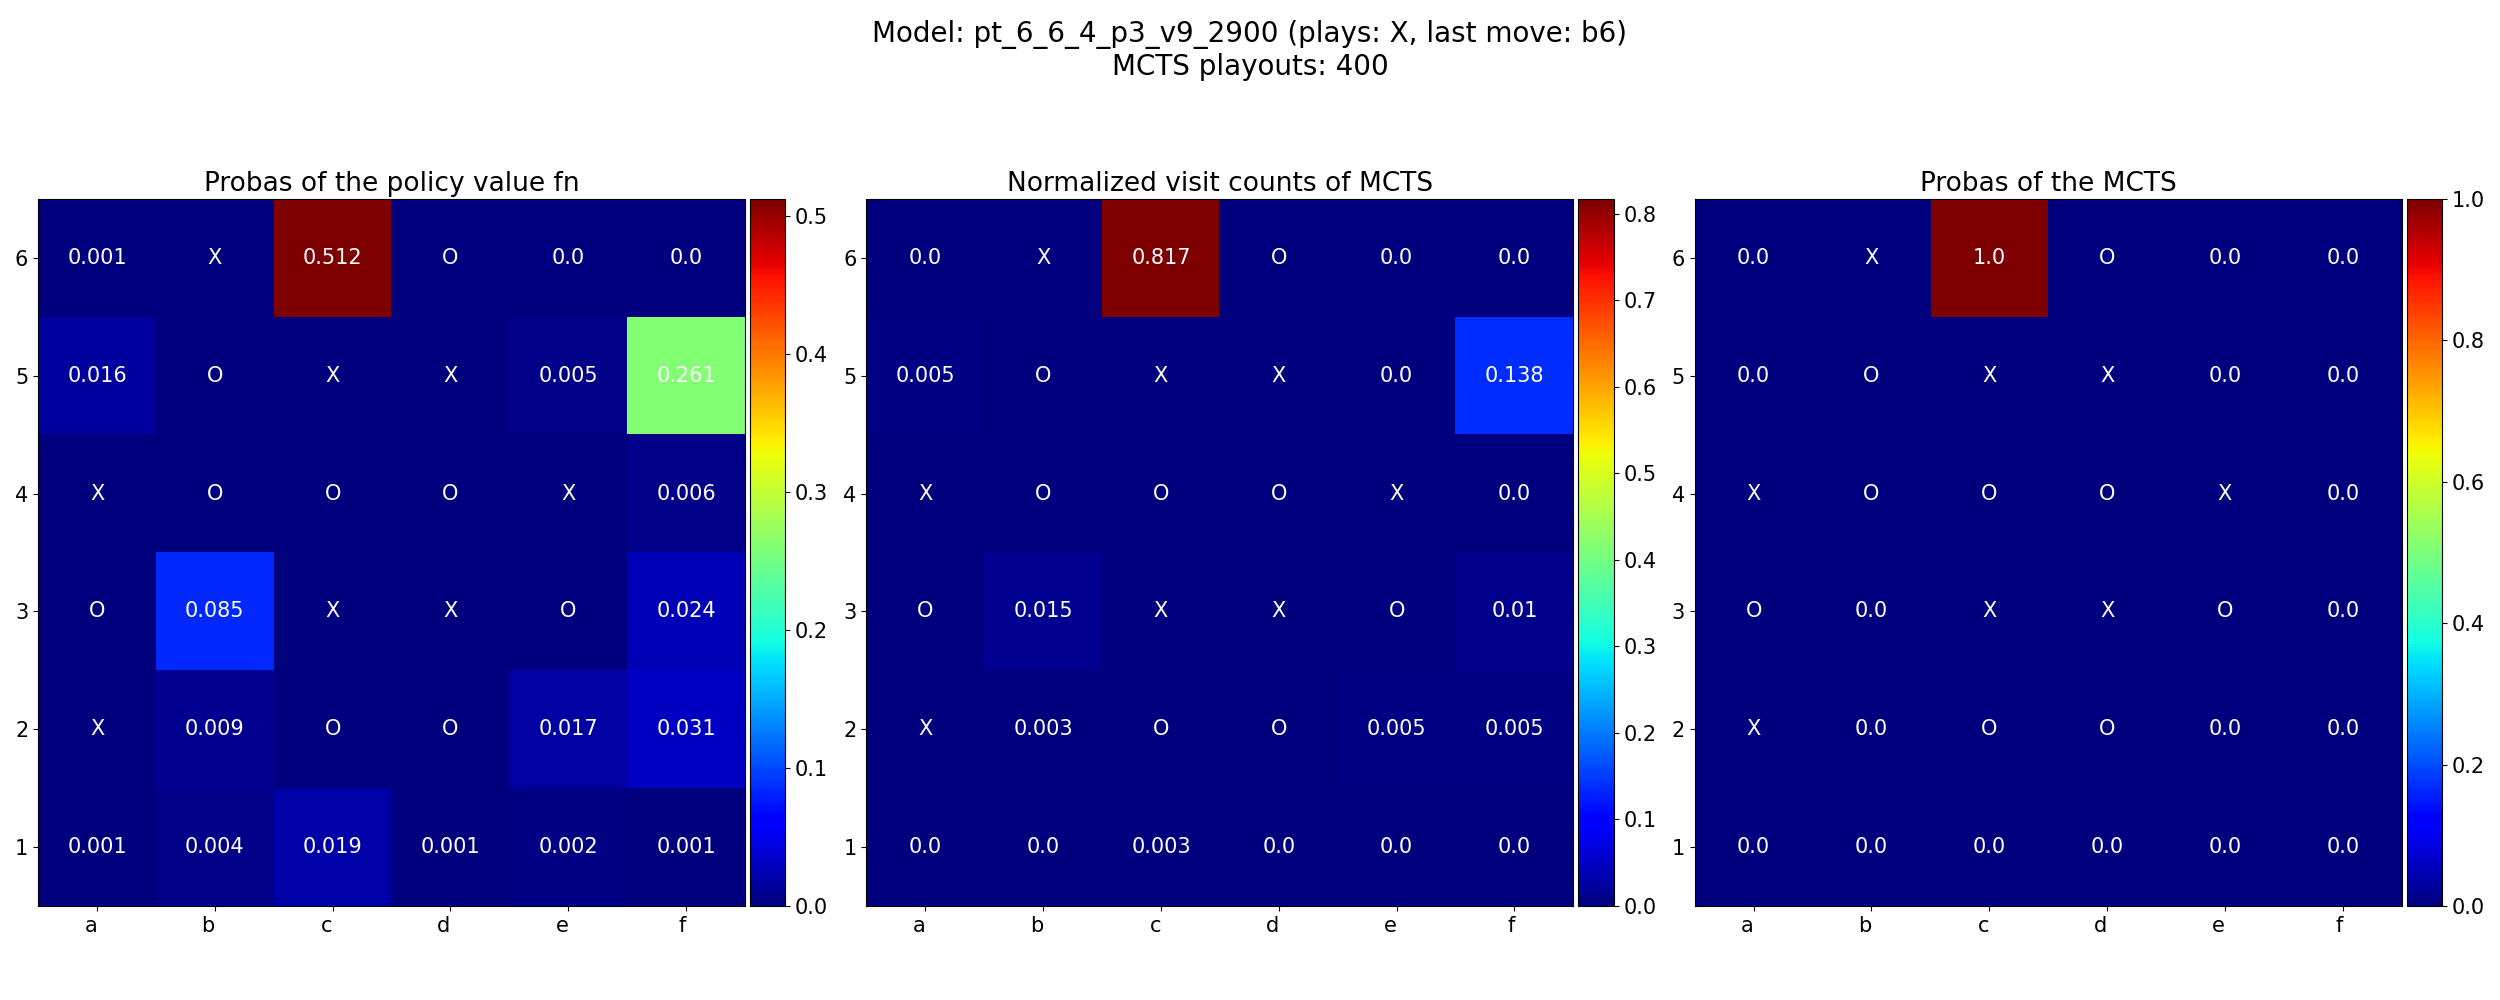 Model: pt_6_6_4_p3_v9_2900 (plays: X, last move: b6)
MCTS playouts: 400
Probas of the policy value fn
6 0.001 X 0.512 O 0.0 0.0
5 0.016 O X X 0.005 0.261
4 X O O O X 0.006
3 O 0.085 X X O 0.024
2 X 0.009 O O 0.017 0.031
1 0.001 0.004 0.019 0.001 0.002 0.001
a b c d e f
0.5
0.4
0.3
0.2
0.1
0.0
Normalized visit counts of MCTS
6 0.0 X 0.817 O 0.0 0.0
5 0.005 O X X 0.0 0.138
4 X O O O X 0.0
3 O 0.015 X X O 0.01
2 X 0.003 O O 0.005 0.005
1 0.0 0.0 0.003 0.0 0.0 0.0
a b c d e f
0.8
0.7
0.6
0.5
0.4
0.3
0.2
0.1
0.0
Probas of the MCTS
6 0.0 X 1.0 O 0.0 0.0
5 0.0 O X X 0.0 0.0
4 X O O O X 0.0
3 O 0.0 X X O 0.0
2 X 0.0 O O 0.0 0.0
1 0.0 0.0 0.0 0.0 0.0 0.0
a b c d e f
1.0
0.8
0.6
0.4
0.2
0.0